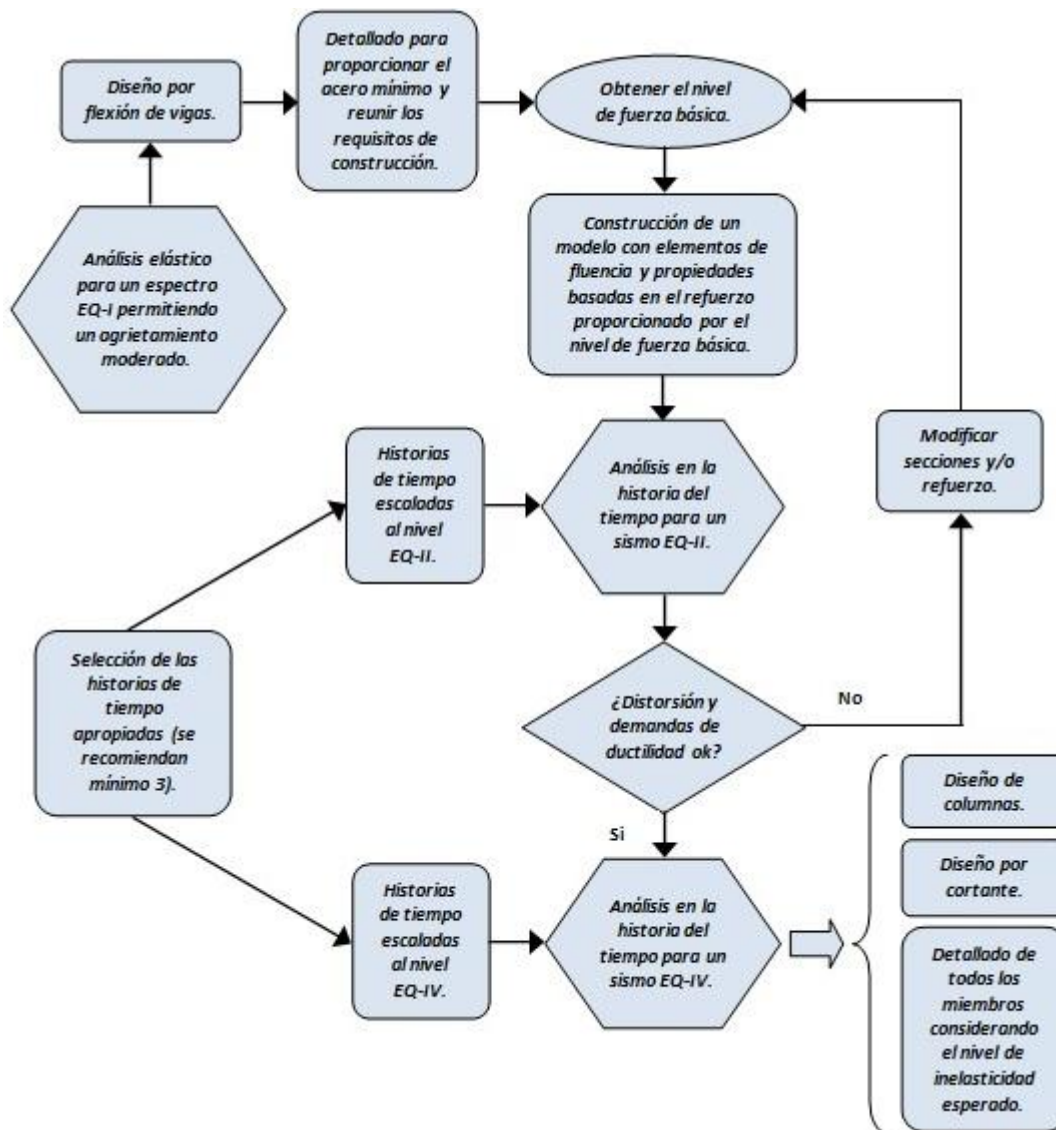 Diseño por
flexión de vigas.
Detallado para
proporcionar el
acero mínimo y
reunir los
requisitos de
construcción.
Obtener el nivel
de fuerza básica.
Análisis elástico
para un espectro
EQ-I permitiendo
un agrietamiento
moderado.
Construcción de un
modelo con elementos de
fluencia y propiedades
basadas en el refuerzo
proporcionado por el
nivel de fuerza básica.
Historias
de tiempo
escaladas
al nivel
EQ-II.
Análisis en la
historia del
tiempo para un
sismo EQ-II.
Modificar
secciones y/o
refuerzo.
Selección de las
historias de
tiempo
apropiadas (se
recomiendan
mínimo 3).
¿Distorsión y
demandas de
ductilidad ok?
No
Si
Historias
de tiempo
escaladas
al nivel
EQ-IV.
Análisis en la
historia del
tiempo para un
sismo EQ-IV.
Diseño de
columnas.
Diseño por
cortante.
Detallado de
todos los
miembros
considerando
el nivel de
inelasticidad
esperado.